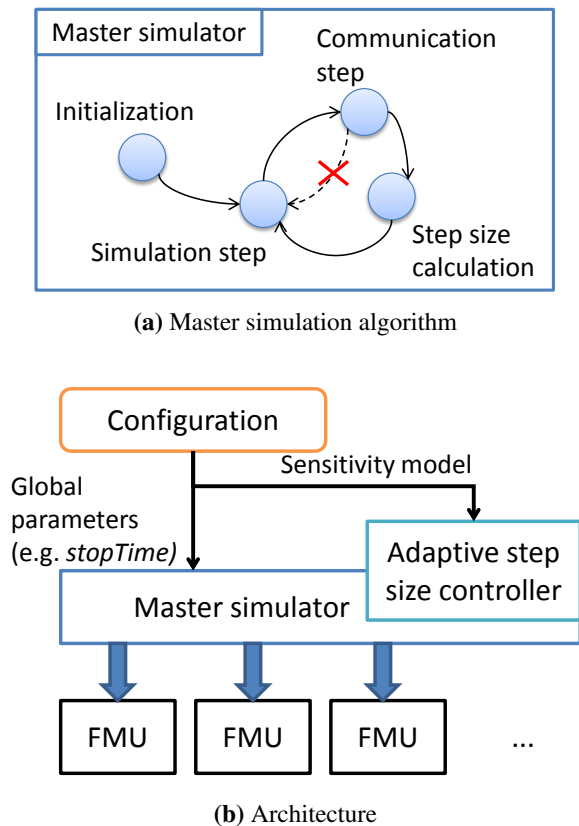 Master simulator
Communication
step
Initialization
Simulation step
Step size
calculation
(a) Master simulation algorithm
Configuration
Sensitivity model
Global
parameters
(e.g. stopTime)
Adaptive step
size controller
Master simulator
FMU FMU FMU ...
(b) Architecture